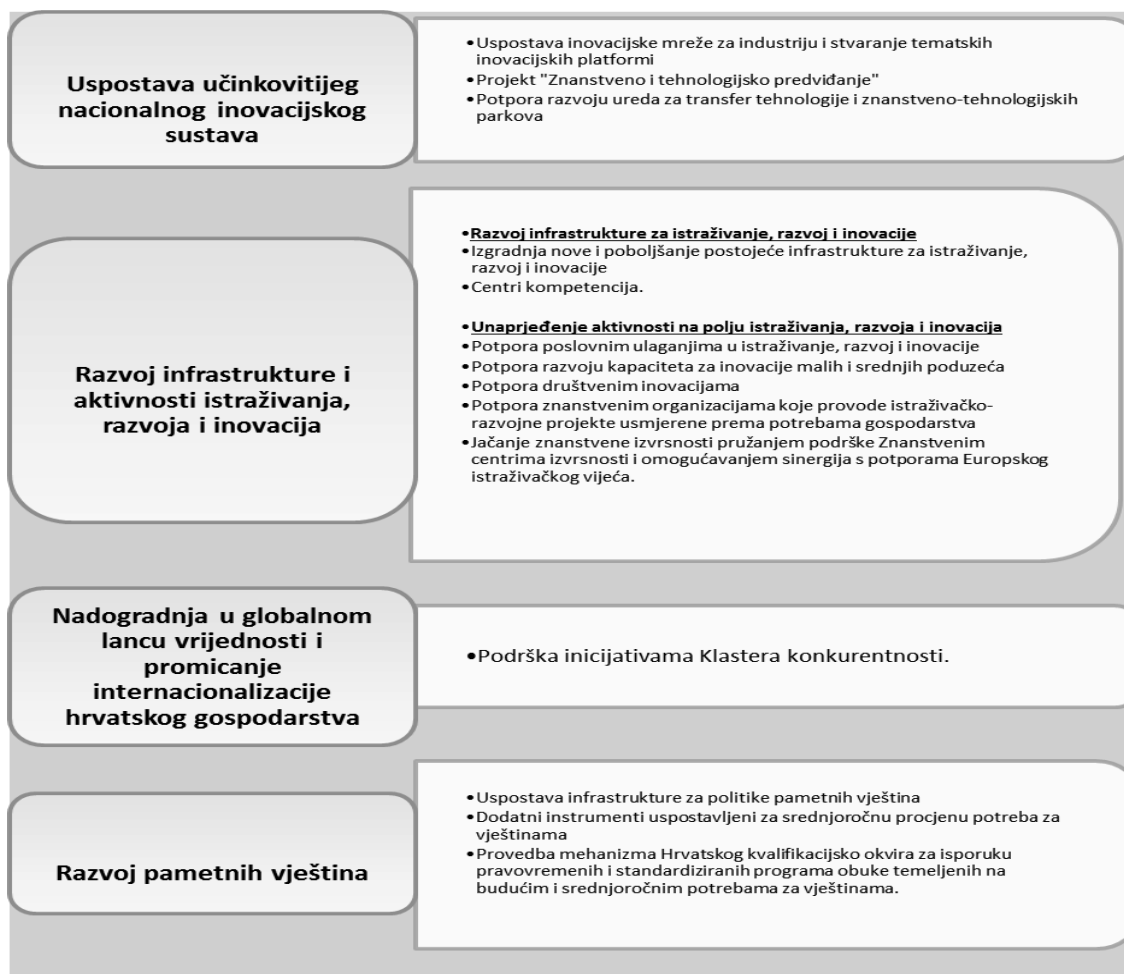 Uspostava učinkovitijeg
nacionalnog inovacijskog
sustava
•Uspostava inovacijske mreže za industriju i stvaranje tematskih
inovacijskih platformi
•Projekt "Znanstveno i tehnologijsko predviđanje"
•Potpora razvoju ureda za transfer tehnologije i znanstveno-tehnologijskih
parkova
Razvoj infrastrukture i
aktivnosti istraživanja,
razvoja i inovacija
•Razvoj infrastrukture za istraživanje, razvoj i inovacije
•Izgradnja nove i poboljšanje postojeće infrastrukture za istraživanje,
razvoj i inovacije
•Centri kompetencija.
•Unaprjeđenje aktivnosti na polju istraživanja, razvoja i inovacija
•Potpora poslovnim ulaganjima u istraživanje, razvoj i inovacije
•Potpora razvoju kapaciteta za inovacije malih i srednjih poduzeća
•Potpora društvenim inovacijama
•Potpora znanstvenim organizacijama koje provode istraživačko-
razvojne projekte usmjerene prema potrebama gospodarstva
•Jačanje znanstvene izvrsnosti pružanjem podrške Znanstvenim
centrima izvrsnosti i omogućavanjem sinergija s potporama Europskog
istraživačkog vijeća.
Nadogradnja u globalnom
lancu vrijednosti i
promicanje
internacionalizacije
hrvatskog gospodarstva
•Podrška inicijativama Klastera konkurentnosti.
Razvoj pametnih vještina
•Uspostava infrastrukture za politike pametnih vještina
•Dodatni instrumenti uspostavljeni za srednjoročnu procjenu potreba za
vještinama
•Provedba mehanizma Hrvatskog kvalifikacijsko okvira za isporuku
pravovremenih i standardiziranih programa obuke temeljenih na
budućim i srednjoročnim potrebama za vještinama.